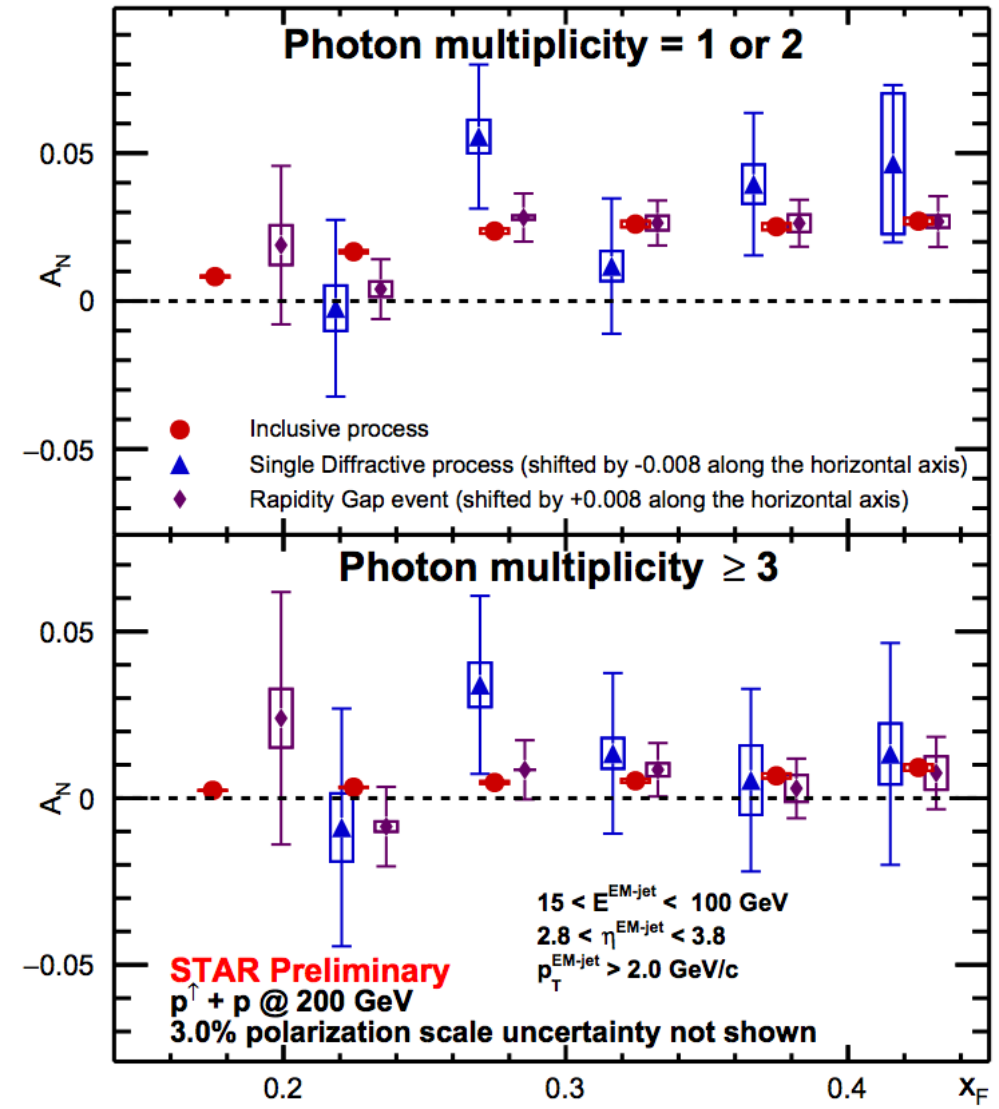 Photon multiplicity = 1 or 2
0.05
A_N
0
−0.05
Inclusive process
Single Diffractive process (shifted by -0.008 along the horizontal axis)
Rapidity Gap event (shifted by +0.008 along the horizontal axis)
Photon multiplicity ≥ 3
0.05
A_N
0
−0.05
15 < E^EM-jet < 100 GeV
2.8 < η^EM-jet < 3.8
p_T^EM-jet > 2.0 GeV/c
STAR Preliminary
p^↑ + p @ 200 GeV
3.0% polarization scale uncertainty not shown
0.2 0.3 0.4 x_F